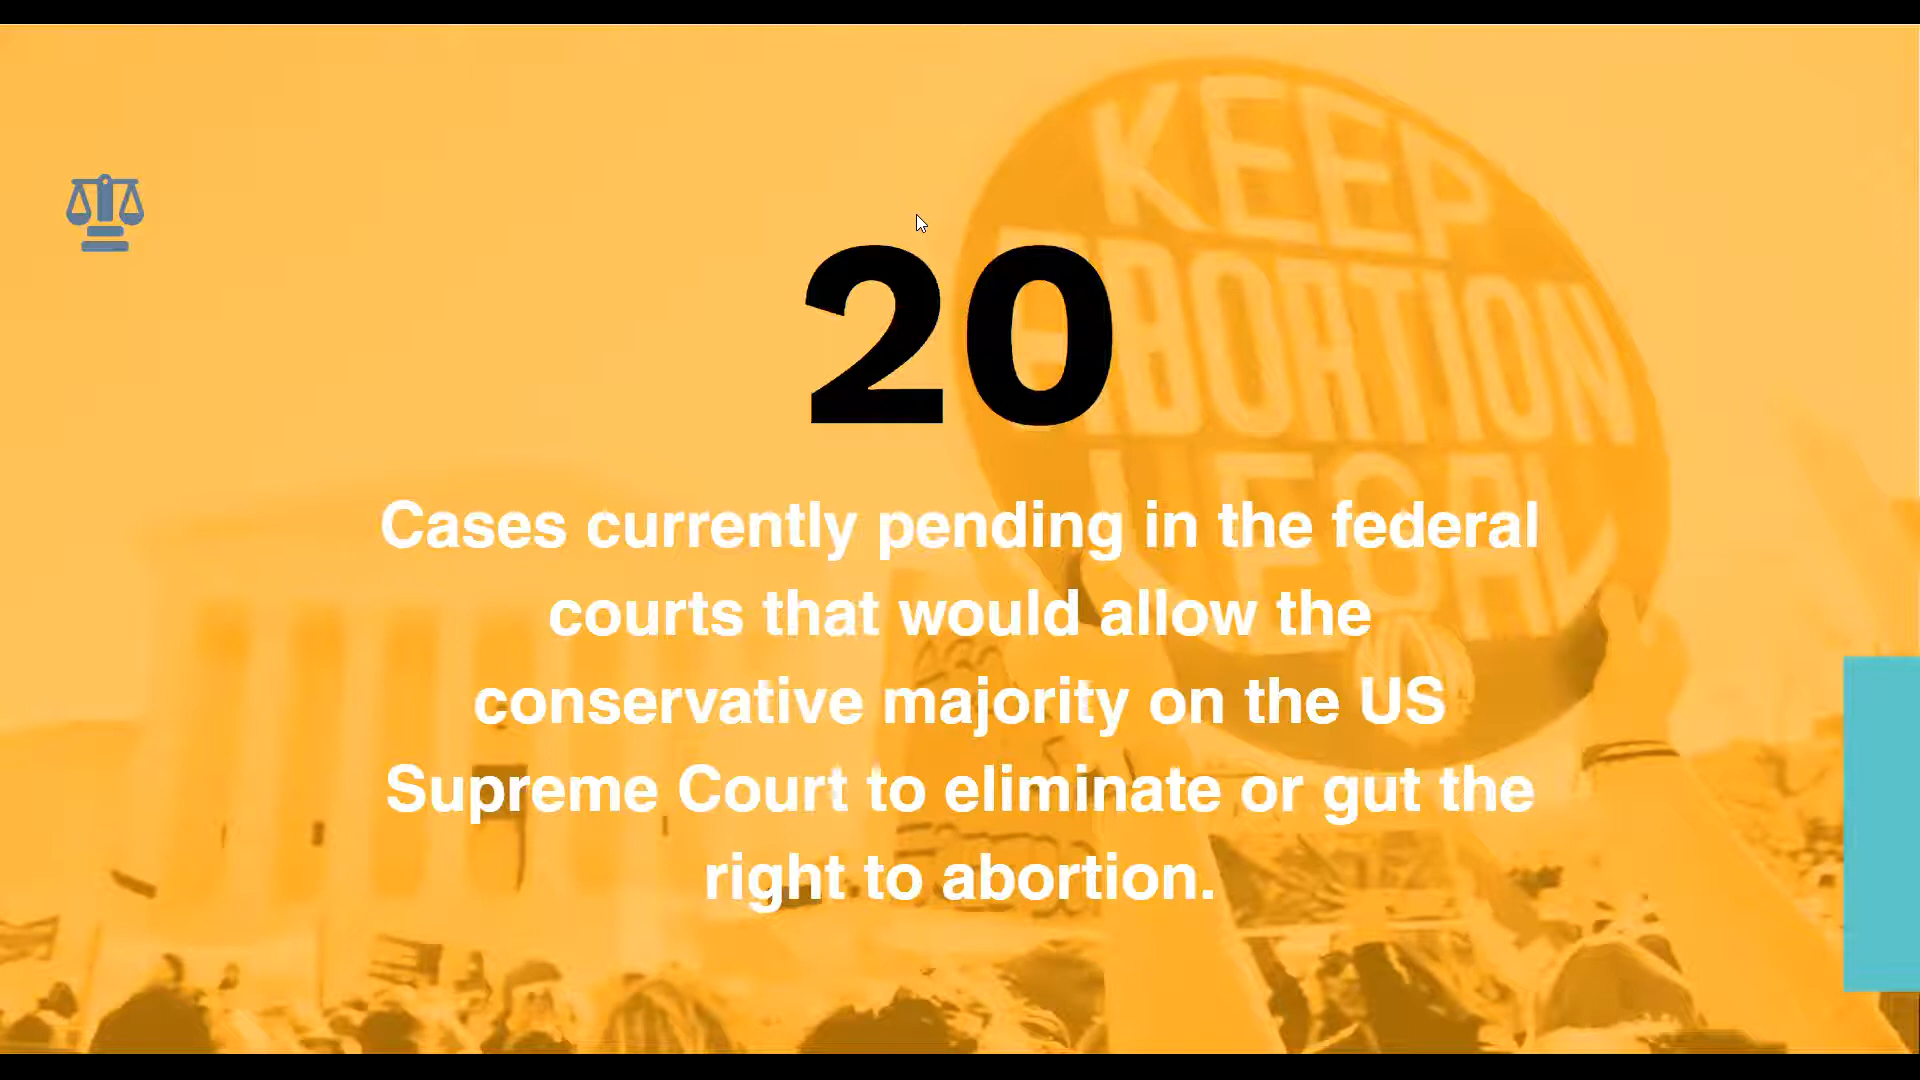 KEEP
ABORTION
LEGAL
20
Cases currently pending in the federal
courts that would allow the
conservative majority on the US
Supreme Court to eliminate or gut the
right to abortion.